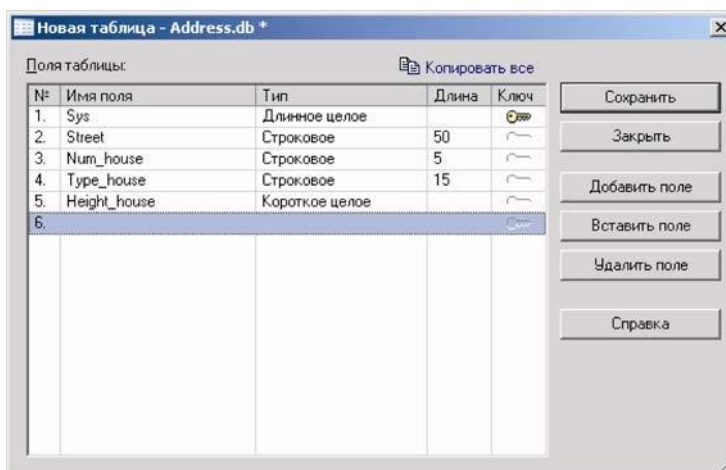 Новая таблица - Address.db *
Поля таблицы:
Копировать все
№ Имя поля Тип Длина Ключ
1. Sys Длинное целое
2. Street Строковое 50
3. Num_house Строковое 5
4. Type_house Строковое 15
5. Height_house Короткое целое
6.
Сохранить
Закрыть
Добавить поле
Вставить поле
Удалить поле
Справка